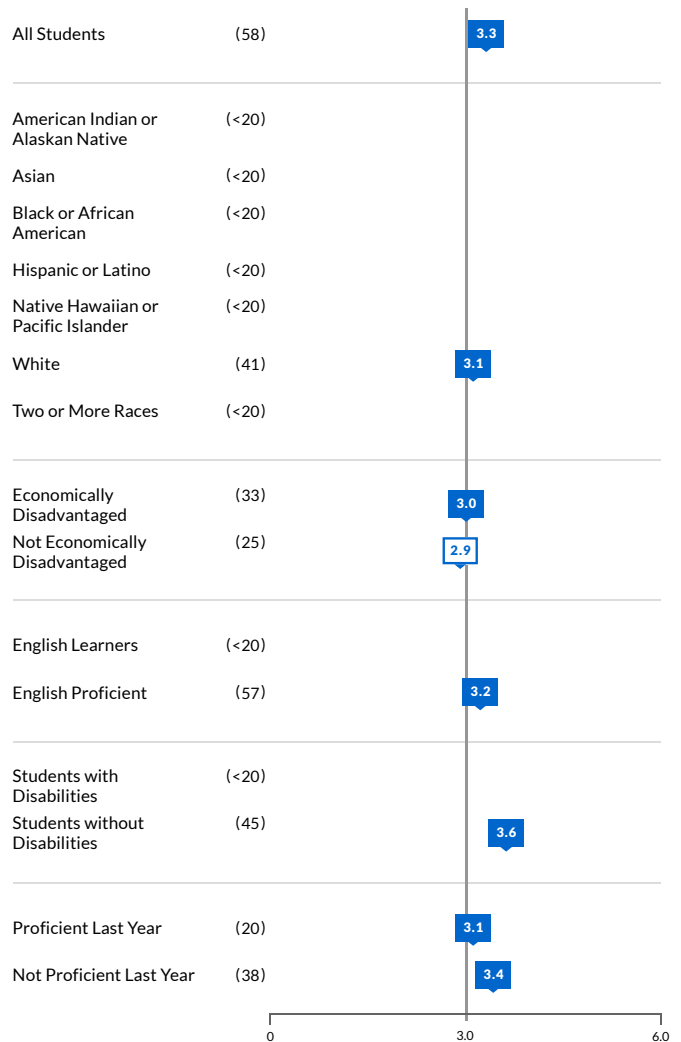 All Students (58) 3.3
American Indian or (<20)
Alaskan Native
Asian (<20)
Black or African (<20)
American
Hispanic or Latino (<20)
Native Hawaiian or (<20)
Pacific Islander
White (41) 3.1
Two or More Races (<20)
Economically (33) 3.0
Disadvantaged
Not Economically (25) 2.9
Disadvantaged
English Learners (<20)
English Proficient (57) 3.2
Students with (<20)
Disabilities
Students without (45) 3.6
Disabilities
Proficient Last Year (20) 3.1
Not Proficient Last Year (38) 3.4
0 3.0 6.0